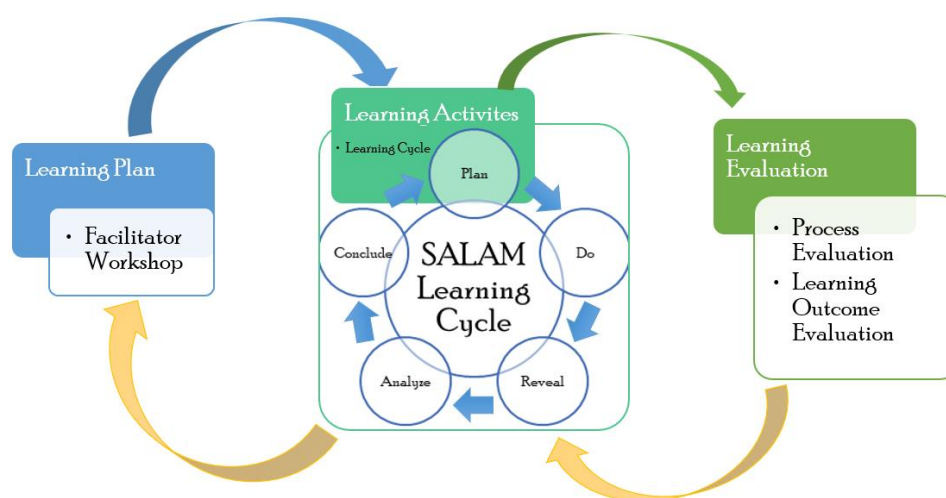 Learning Plan
• Facilitator
Workshop
Learning Activites
• Learning Cycle
Plan
Do
Reveal
Analyze
Conclude
SALAM
Learning
Cycle
Learning
Evaluation
• Process
Evaluation
• Learning
Outcome
Evaluation